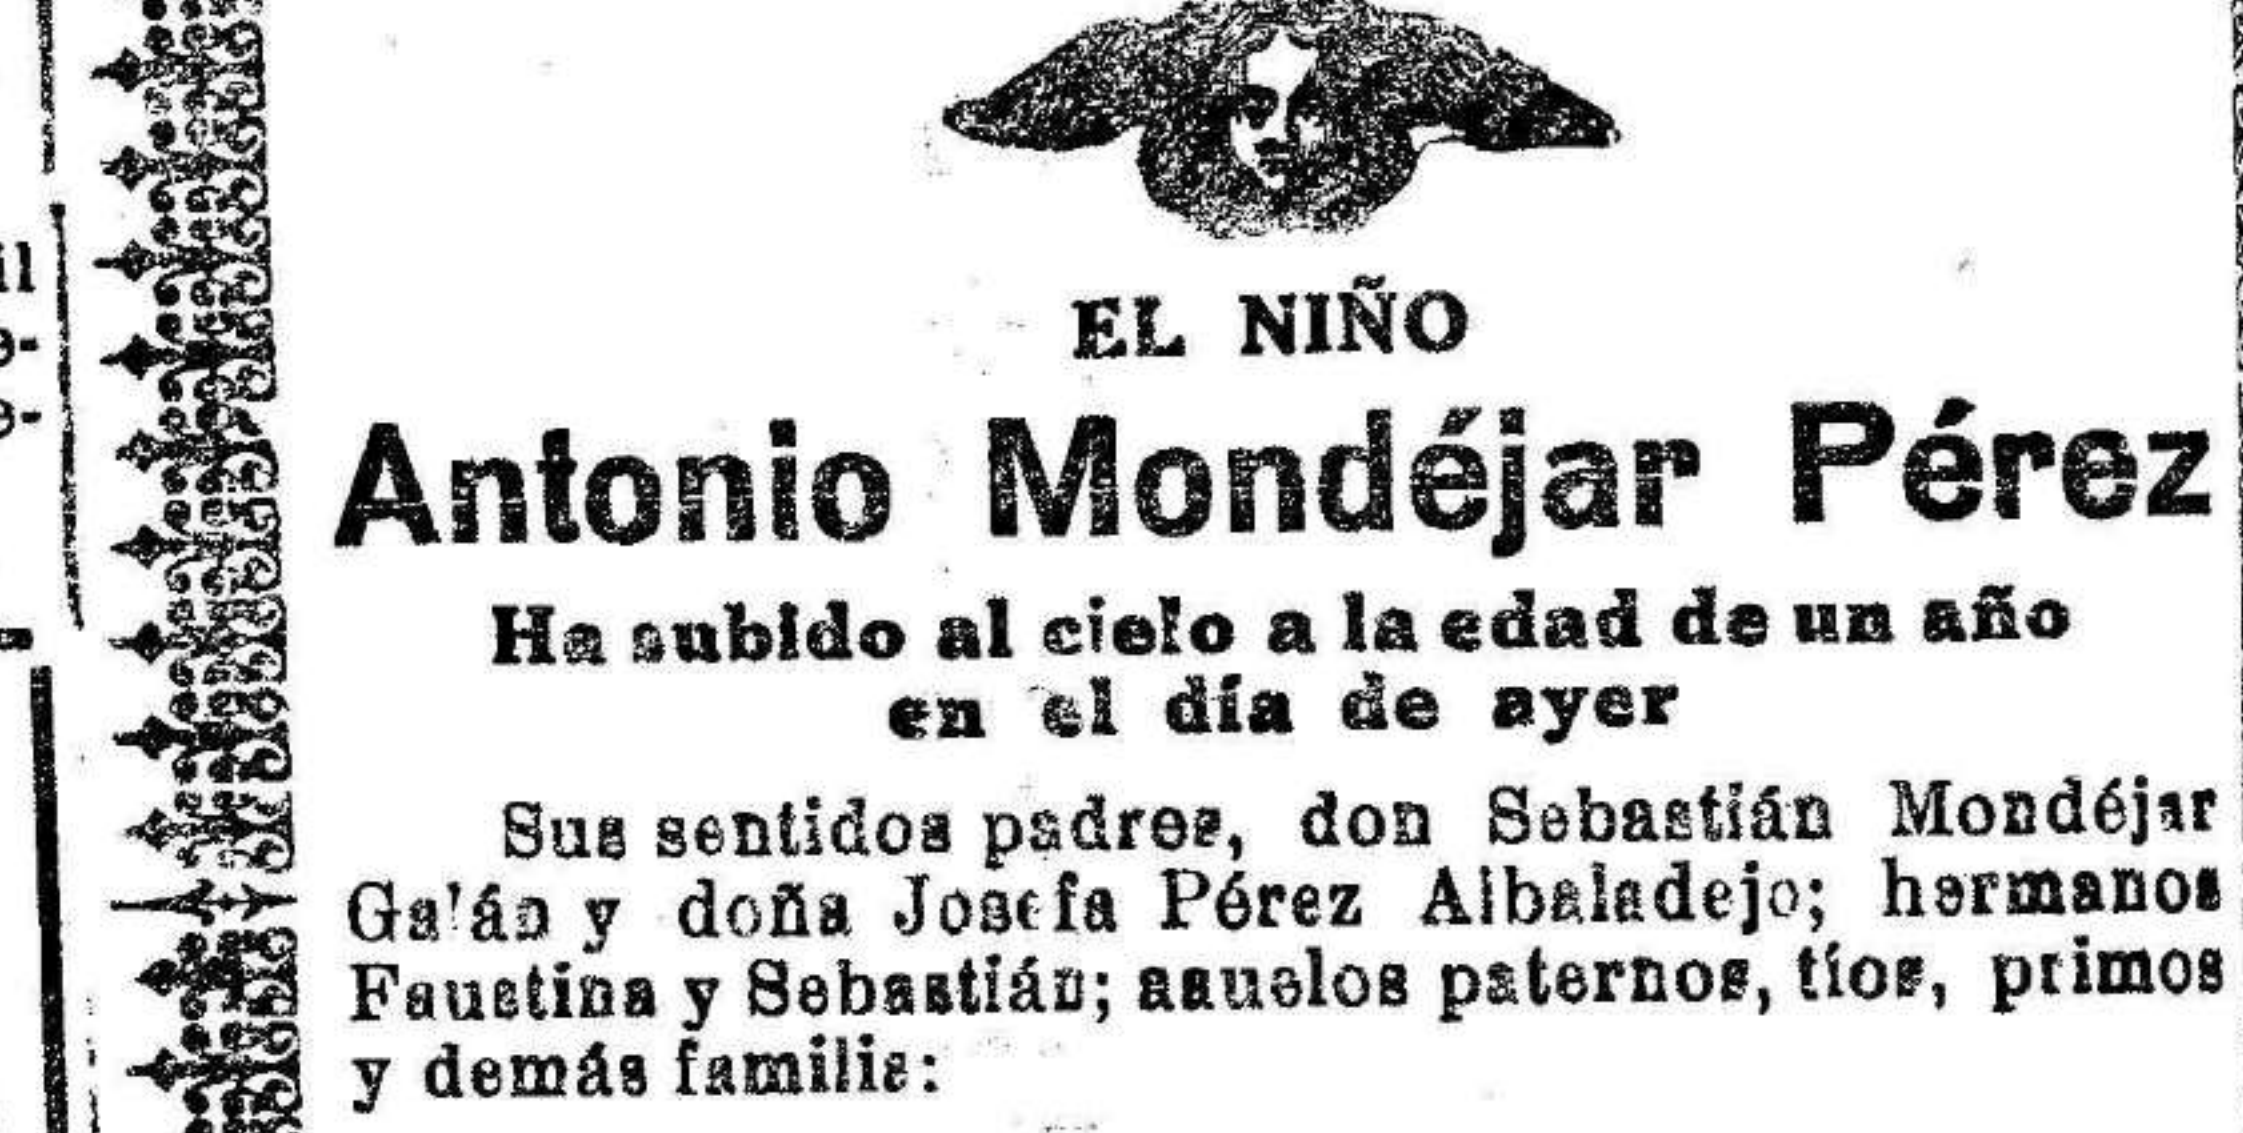 il
e-
e-
EL NIÑO
Antonio Mondéjar Pérez
Ha subido al cielo a la edad de un año
en el día de ayer
Sus sentidos padres, don Sebastián Mondéjar
Galán y doña Josefa Pérez Albaladejo; hermanos
Faustina y Sebastián; aauelos paternos, tíos, primos
y demás familia: